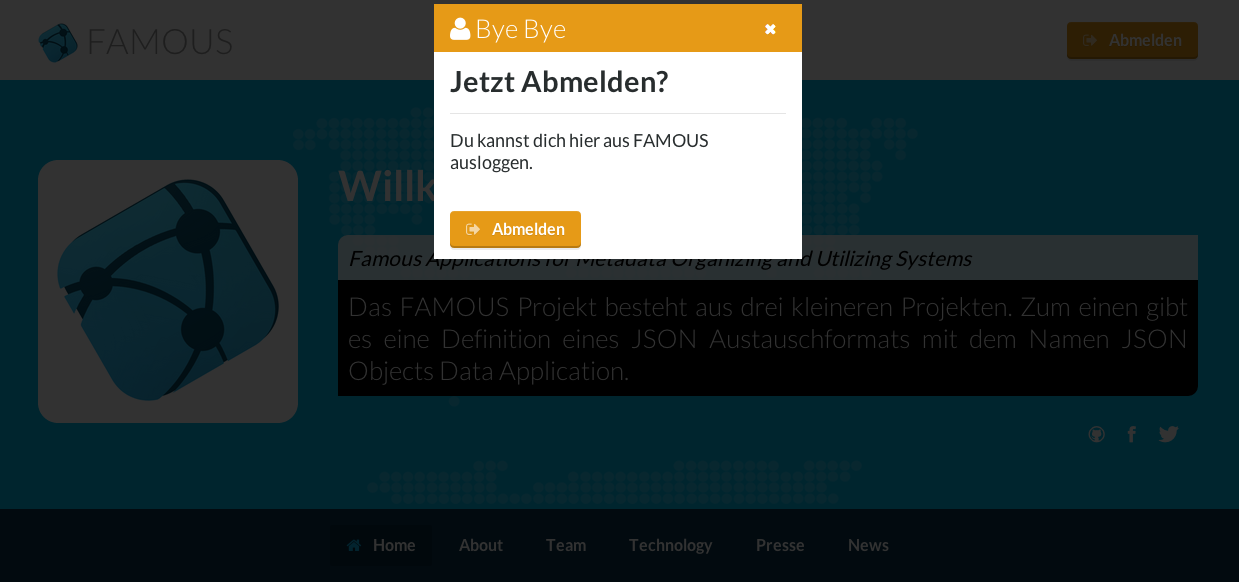 FAMOUS
Bye Bye
Abmelden
Jetzt Abmelden?
Du kannst dich hier aus FAMOUS
ausloggen.
Abmelden
Willk
Famous Applications for Metadata Organizing and Utilizing Systems
Das FAMOUS Projekt besteht aus drei kleineren Projekten. Zum einen gibt
es eine Definition eines JSON Austauschformats mit dem Namen JSON
Objects Data Application.
Home About Team Technology Presse News